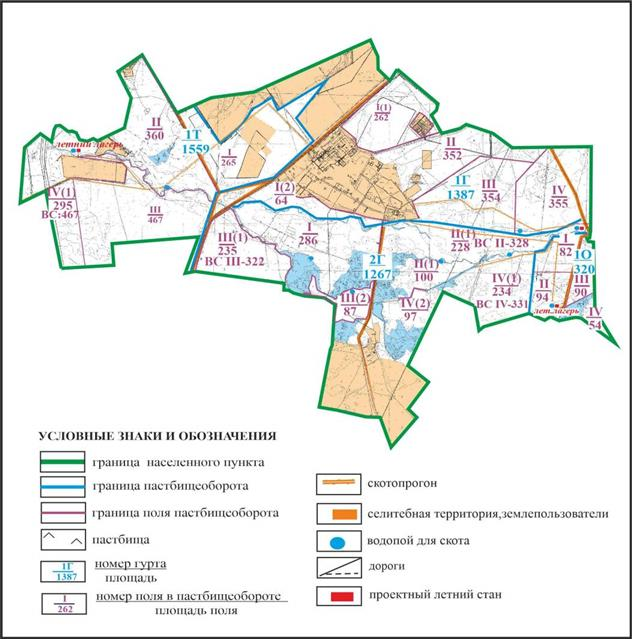 I(1)
262
II
360
1Т
1559
II
352
летний лагерь
I
265
1Г
1387
III
354
IV
355
IV(1)
295
ВС:467
III
467
I(2)
64
III(1)
235
ВС III-322
I
286
II(1)
228
ВС II-328
I
82
2Г
1267
II(1)
100
1О
320
IV(1)
234
ВС IV-331
II
94
III
90
III(2)
87
IV(2)
97
лет.лагерь
IV
54
УСЛОВНЫЕ ЗНАКИ И ОБОЗНАЧЕНИЯ
граница населенного пункта
граница пастбищеоборота
граница поля пастбищеоборота
пастбища
1Г
1387
номер гурта
площадь
I
262
номер поля в пастбищеобороте
площадь поля
скотопрогон
селитебная территория,землепользователи
водопой для скота
дороги
проектный летний стан